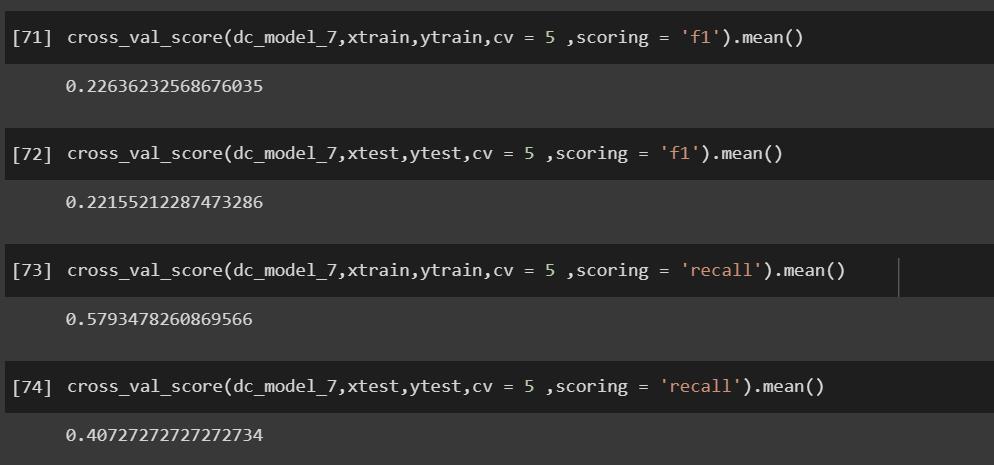 [71] cross_val_score(dc_model_7,xtrain,ytrain,cv = 5 ,scoring = 'f1').mean()
0.22636232568676035
[72] cross_val_score(dc_model_7,xtest,ytest,cv = 5 ,scoring = 'f1').mean()
0.22155212287473286
[73] cross_val_score(dc_model_7,xtrain,ytrain,cv = 5 ,scoring = 'recall').mean()
0.5793478260869566
[74] cross_val_score(dc_model_7,xtest,ytest,cv = 5 ,scoring = 'recall').mean()
0.40727272727272734